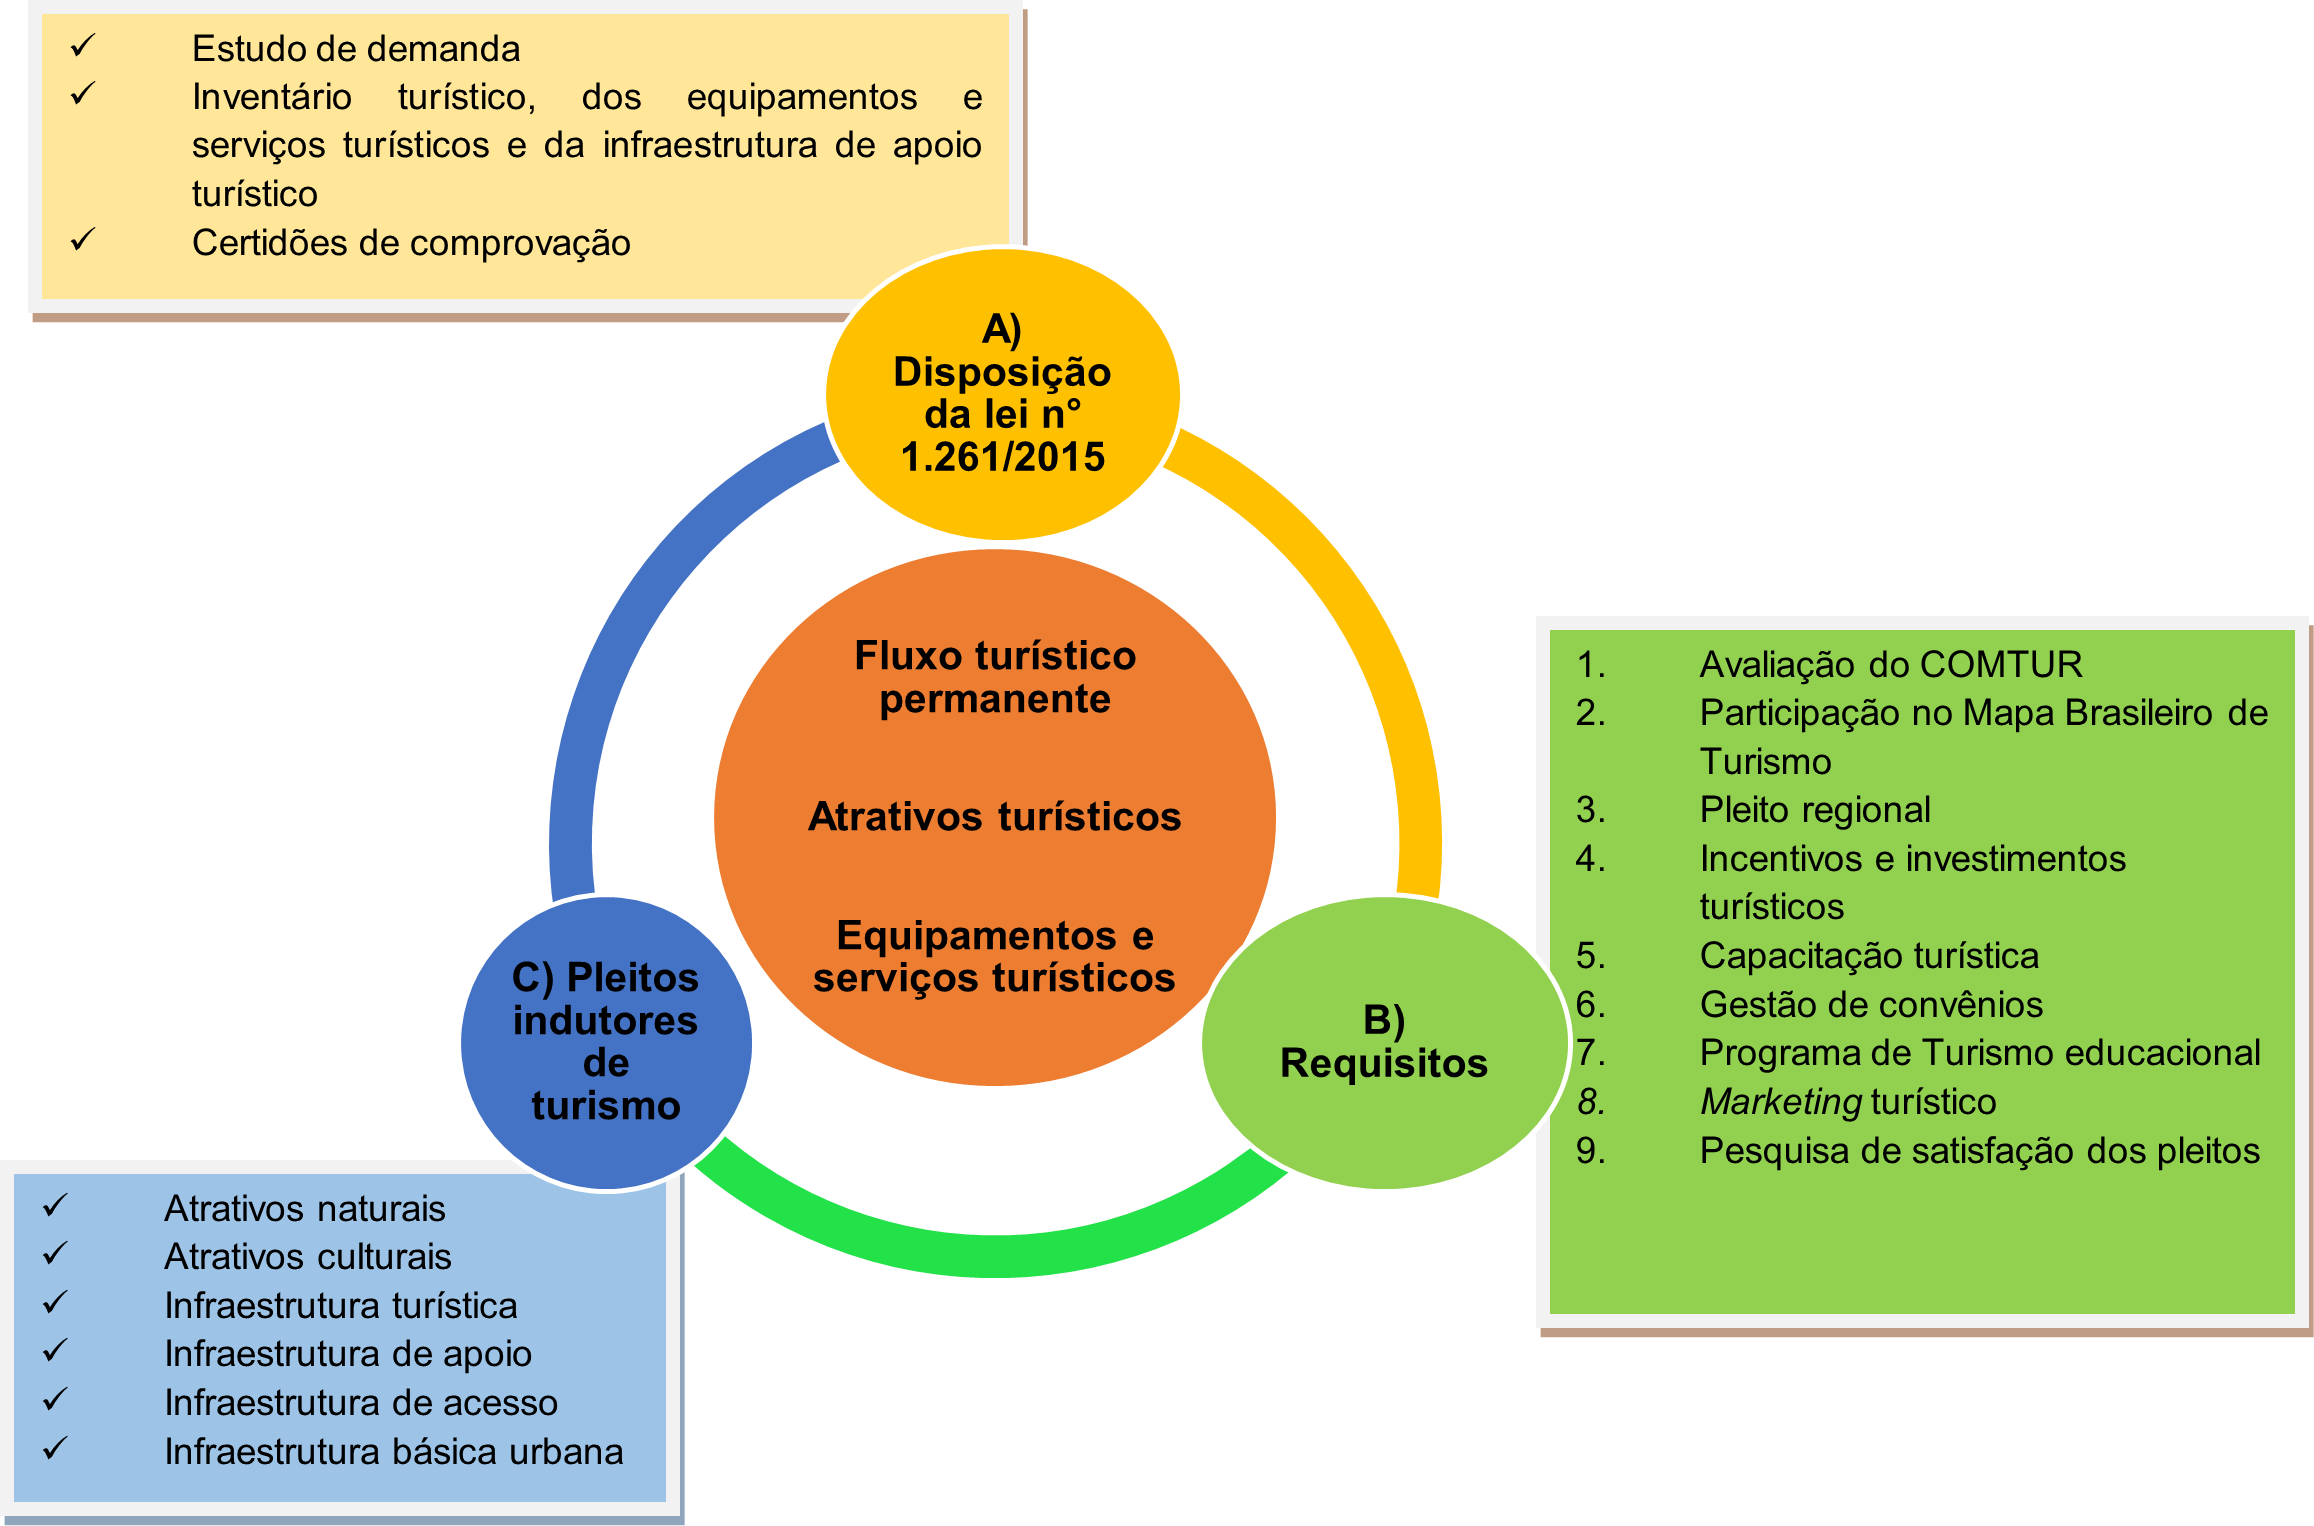 ✓ Estudo de demanda
✓ Inventário turístico, dos equipamentos e
serviços turísticos e da infraestrutura de apoio
turístico
✓ Certidões de comprovação
A)
Disposição
da lei n°
1.261/2015
Fluxo turístico
permanente
Atrativos turísticos
Equipamentos e
serviços turísticos
B)
Requisitos
1. Avaliação do COMTUR
2. Participação no Mapa Brasileiro de
Turismo
3. Pleito regional
4. Incentivos e investimentos
turísticos
5. Capacitação turística
6. Gestão de convênios
7. Programa de Turismo educacional
8. Marketing turístico
9. Pesquisa de satisfação dos pleitos
C) Pleitos
indutores
de
turismo
✓ Atrativos naturais
✓ Atrativos culturais
✓ Infraestrutura turística
✓ Infraestrutura de apoio
✓ Infraestrutura de acesso
✓ Infraestrutura básica urbana